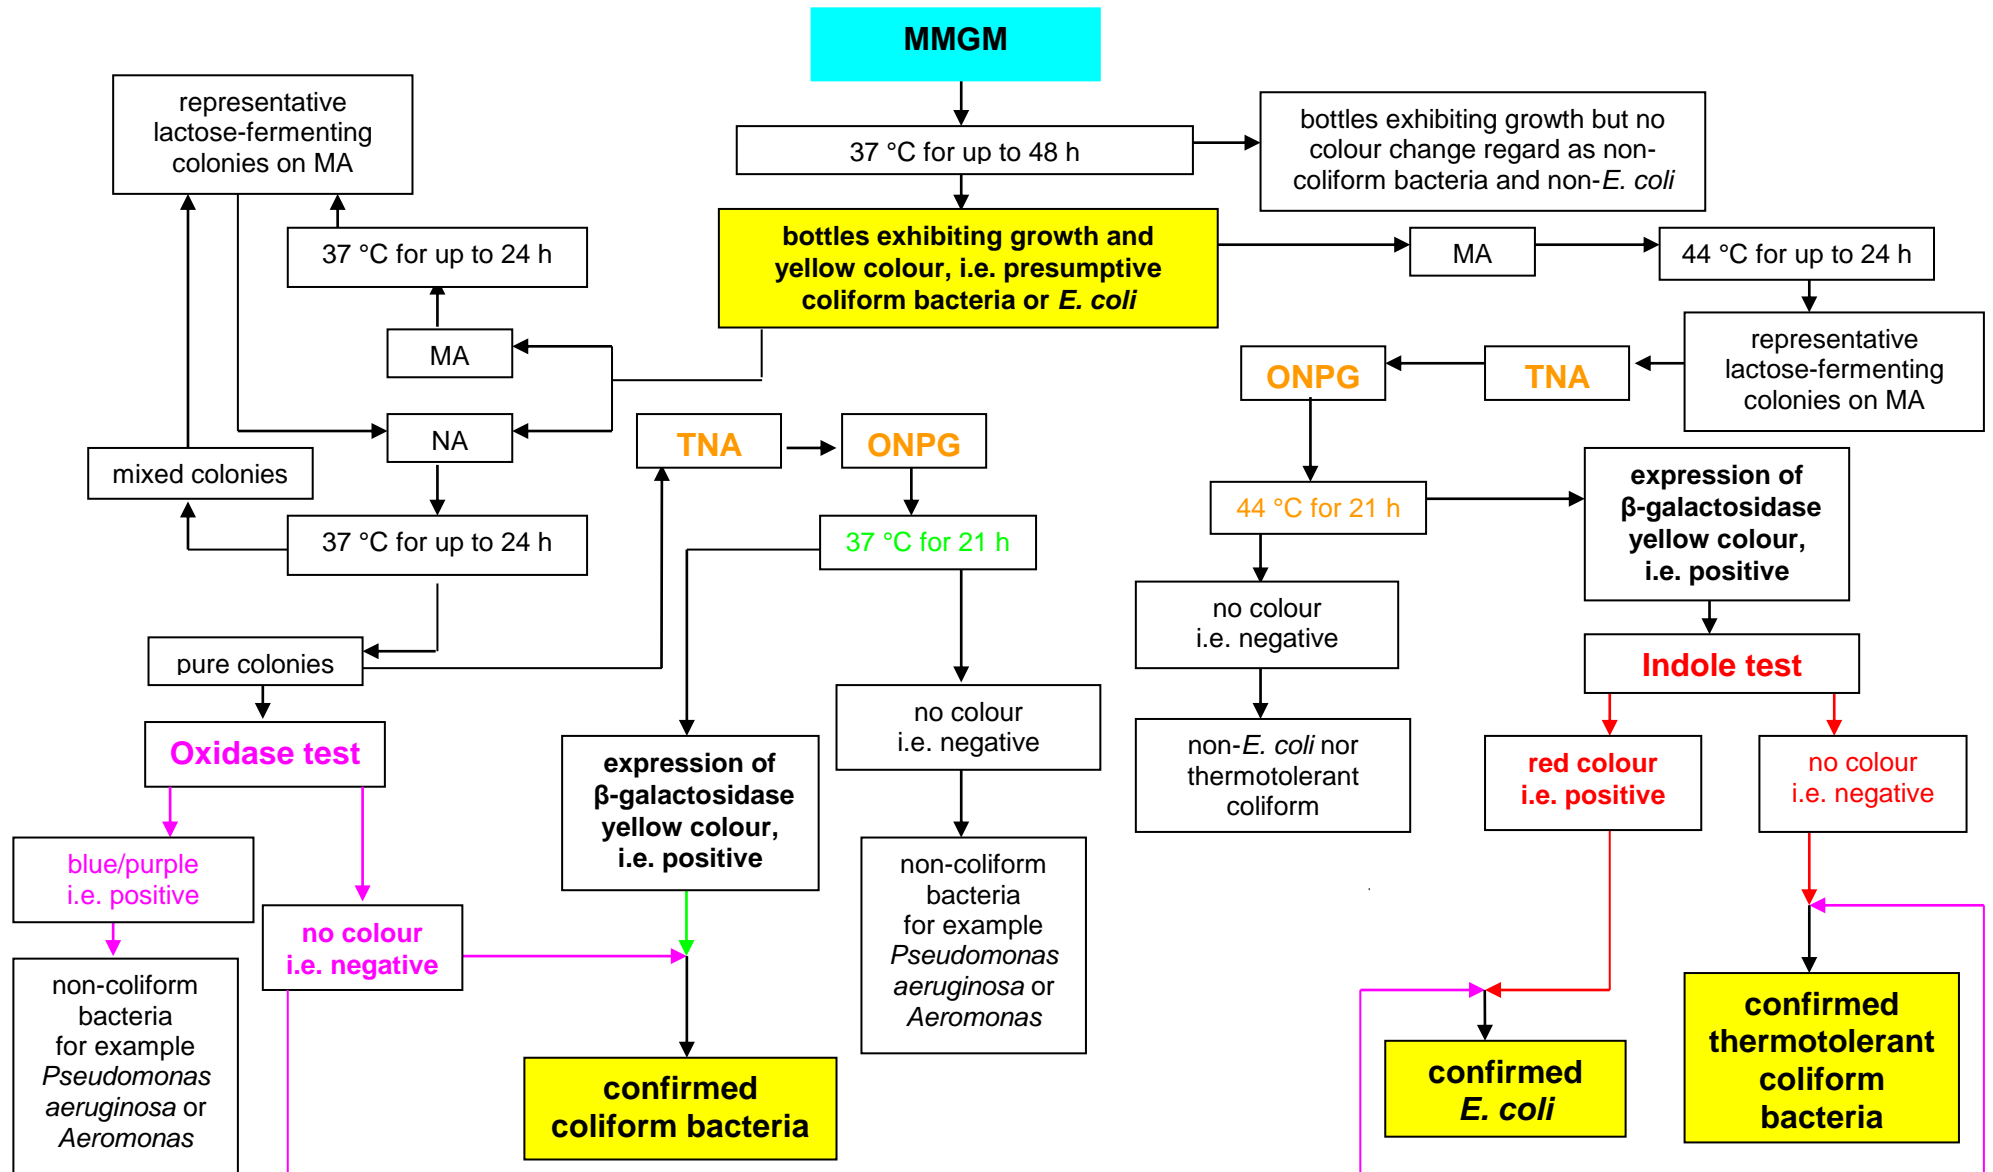 MMGM
37 °C for up to 48 h
bottles exhibiting growth but no
colour change regard as non-
coliform bacteria and non-E. coli
representative
lactose-fermenting
colonies on MA
37 °C for up to 24 h
bottles exhibiting growth and
yellow colour, i.e. presumptive
coliform bacteria or E. coli
MA
44 °C for up to 24 h
MA
representative
lactose-fermenting
colonies on MA
TNA
ONPG
NA
mixed colonies
TNA
ONPG
37 °C for up to 24 h
37 °C for 21 h
44 °C for 21 h
expression of
β-galactosidase
yellow colour,
i.e. positive
no colour
i.e. negative
pure colonies
Indole test
Oxidase test
no colour
i.e. negative
expression of
β-galactosidase
yellow colour,
i.e. positive
non-E. coli nor
thermotolerant
coliform
red colour
i.e. positive
no colour
i.e. negative
blue/purple
i.e. positive
no colour
i.e. negative
non-coliform
bacteria
for example
Pseudomonas
aeruginosa or
Aeromonas
non-coliform
bacteria
for example
Pseudomonas
aeruginosa or
Aeromonas
confirmed
coliform bacteria
confirmed
E. coli
confirmed
thermotolerant
coliform
bacteria